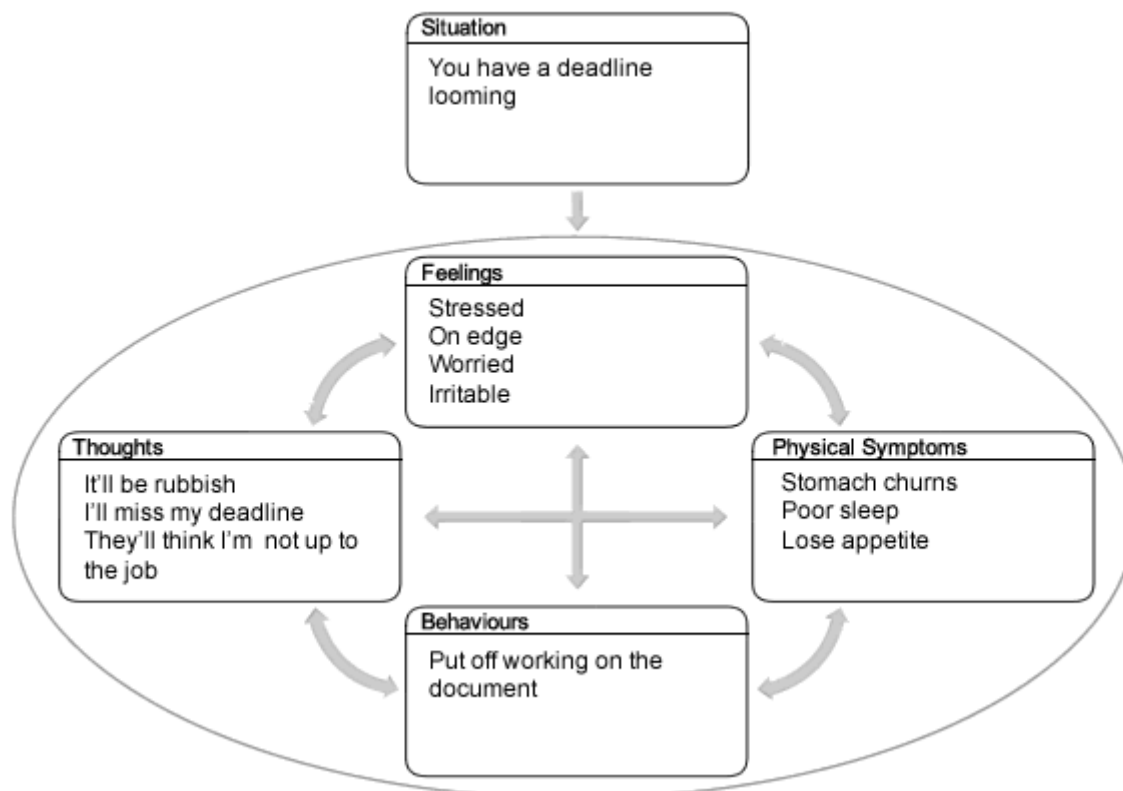 Situation
You have a deadline
looming
Feelings
Stressed
On edge
Worried
Irritable
Thoughts
It'll be rubbish
I'll miss my deadline
They'll think I'm  not up to
the job
Physical Symptoms
Stomach churns
Poor sleep
Lose appetite
Behaviours
Put off working on the
document